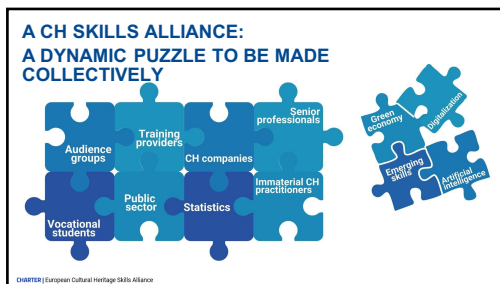 A CH SKILLS ALLIANCE:
A DYNAMIC PUZZLE TO BE MADE
COLLECTIVELY
Audience
groups
Training
providers
CH companies
Senior
professionals
Vocational
students
Public
sector
Statistics
Immaterial CH
practitioners
Green
economy
Digitalization
Emerging
skills
Artificial
intelligence
CHARTER | European Cultural Heritage Skills Alliance